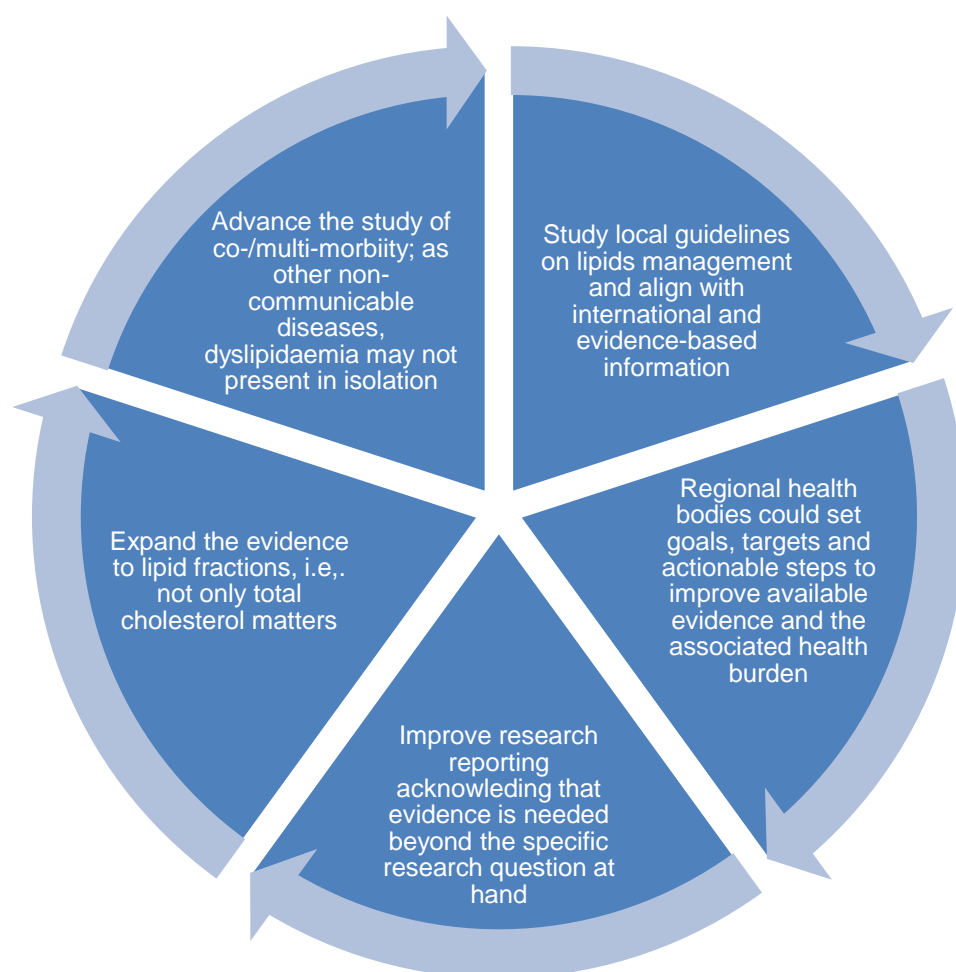 Study local guidelines
on lipids management
and align with
international and
evidence-based
information
Regional health
bodies could set
goals, targets and
actionable steps to
improve available
evidence and the
associated health
burden
Improve research
reporting
acknowleding that
evidence is needed
beyond the specific
research question at
hand
Expand the evidence
to lipid fractions, i.e,.
not only total
cholesterol matters
Advance the study of
co-/multi-morbiity; as
other non-
communicable
diseases,
dyslipidaemia may not
present in isolation